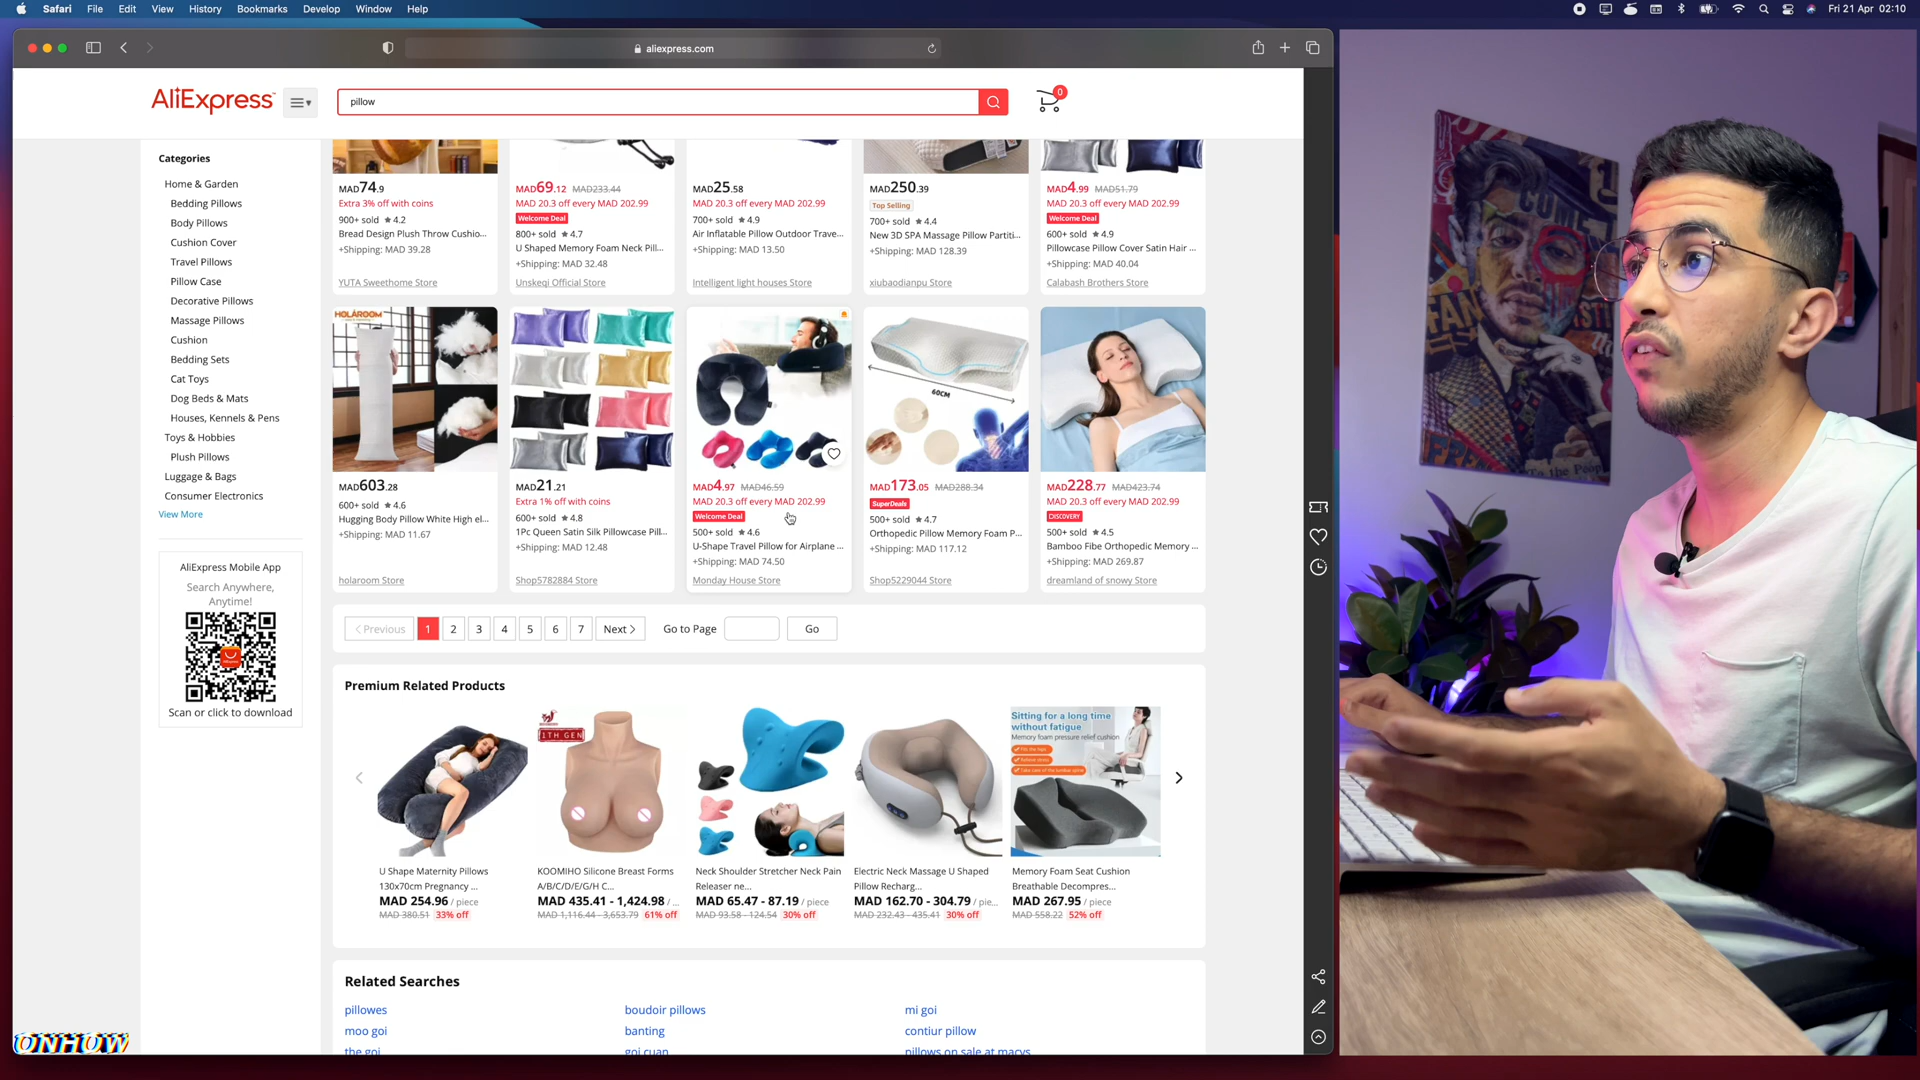 Safari File Edit View History Bookmarks Develop Window Help
Fri 21 Apr 02:10
aliexpress.com
AliExpress
pillow
0
Categories
Home & Garden
Bedding Pillows
Body Pillows
Cushion Cover
Travel Pillows
Pillow Case
Decorative Pillows
Massage Pillows
Cushion
Bedding Sets
Cat Toys
Dog Beds & Mats
Houses, Kennels & Pens
Toys & Hobbies
Plush Pillows
Luggage & Bags
Consumer Electronics
View More
AliExpress Mobile App
Search Anywhere,
Anytime!
Scan or click to download
MAD74.9
Extra 3% off with coins
900+ sold ★ 4.2
Bread Design Plush Throw Cushio...
+Shipping: MAD 39.28
YUTA Sweethome Store
MAD69.12 MAD233.44
MAD 20.3 off every MAD 202.99
Welcome Deal
800+ sold ★ 4.7
U Shaped Memory Foam Neck Pill...
+Shipping: MAD 32.48
Unskeqi Official Store
MAD25.58
MAD 20.3 off every MAD 202.99
700+ sold ★ 4.9
Air Inflatable Pillow Outdoor Trave...
+Shipping: MAD 13.50
Intelligent light houses Store
MAD250.39
Top Selling
700+ sold ★ 4.4
New 3D SPA Massage Pillow Partiti...
+Shipping: MAD 128.39
xiubaodianpu Store
MAD4.99 MAD51.79
MAD 20.3 off every MAD 202.99
Welcome Deal
600+ sold ★ 4.9
Pillowcase Pillow Cover Satin Hair ...
+Shipping: MAD 40.04
Calabash Brothers Store
HOLAROOM
MAD603.28
600+ sold ★ 4.6
Hugging Body Pillow White High el...
+Shipping: MAD 11.67
holaroom Store
MAD21.21
Extra 1% off with coins
600+ sold ★ 4.8
1Pc Queen Satin Silk Pillowcase Pill...
+Shipping: MAD 12.48
Shop5782884 Store
MAD4.97 MAD46.59
MAD 20.3 off every MAD 202.99
Welcome Deal
500+ sold ★ 4.6
U-Shape Travel Pillow for Airplane ...
+Shipping: MAD 74.50
Monday House Store
60CM
MAD173.05 MAD288.34
SuperDeals
500+ sold ★ 4.7
Orthopedic Pillow Memory Foam P...
+Shipping: MAD 117.12
Shop5229044 Store
MAD228.77 MAD423.74
MAD 20.3 off every MAD 202.99
DISCOVERY
500+ sold ★ 4.5
Bamboo Fibe Orthopedic Memory ...
+Shipping: MAD 269.87
dreamland of snowy Store
< Previous 1 2 3 4 5 6 7 Next > Go to Page Go
Premium Related Products
1TH GEN
Sitting for a long time
without fatigue
Memory foam pressure relief cushion
U Shape Maternity Pillows
130x70cm Pregnancy ...
MAD 254.96 / piece
MAD 380.51 33% off
KOOMIHO Silicone Breast Forms
A/B/C/D/E/G/H C...
MAD 435.41 - 1,424.98 / ...
MAD 1,116.44 - 3,653.79 61% off
Neck Shoulder Stretcher Neck Pain
Releaser ne...
MAD 65.47 - 87.19 / piece
MAD 93.58 - 124.54 30% off
Electric Neck Massage U Shaped
Pillow Recharg...
MAD 162.70 - 304.79 / pie...
MAD 232.43 - 435.41 30% off
Memory Foam Seat Cushion
Breathable Decompres...
MAD 267.95 / piece
MAD 558.22 52% off
Related Searches
pillowes
boudoir pillows
mi goi
moo goi
banting
contiur pillow
the goi
goi cuan
pillows on sale at macys
ONHOW